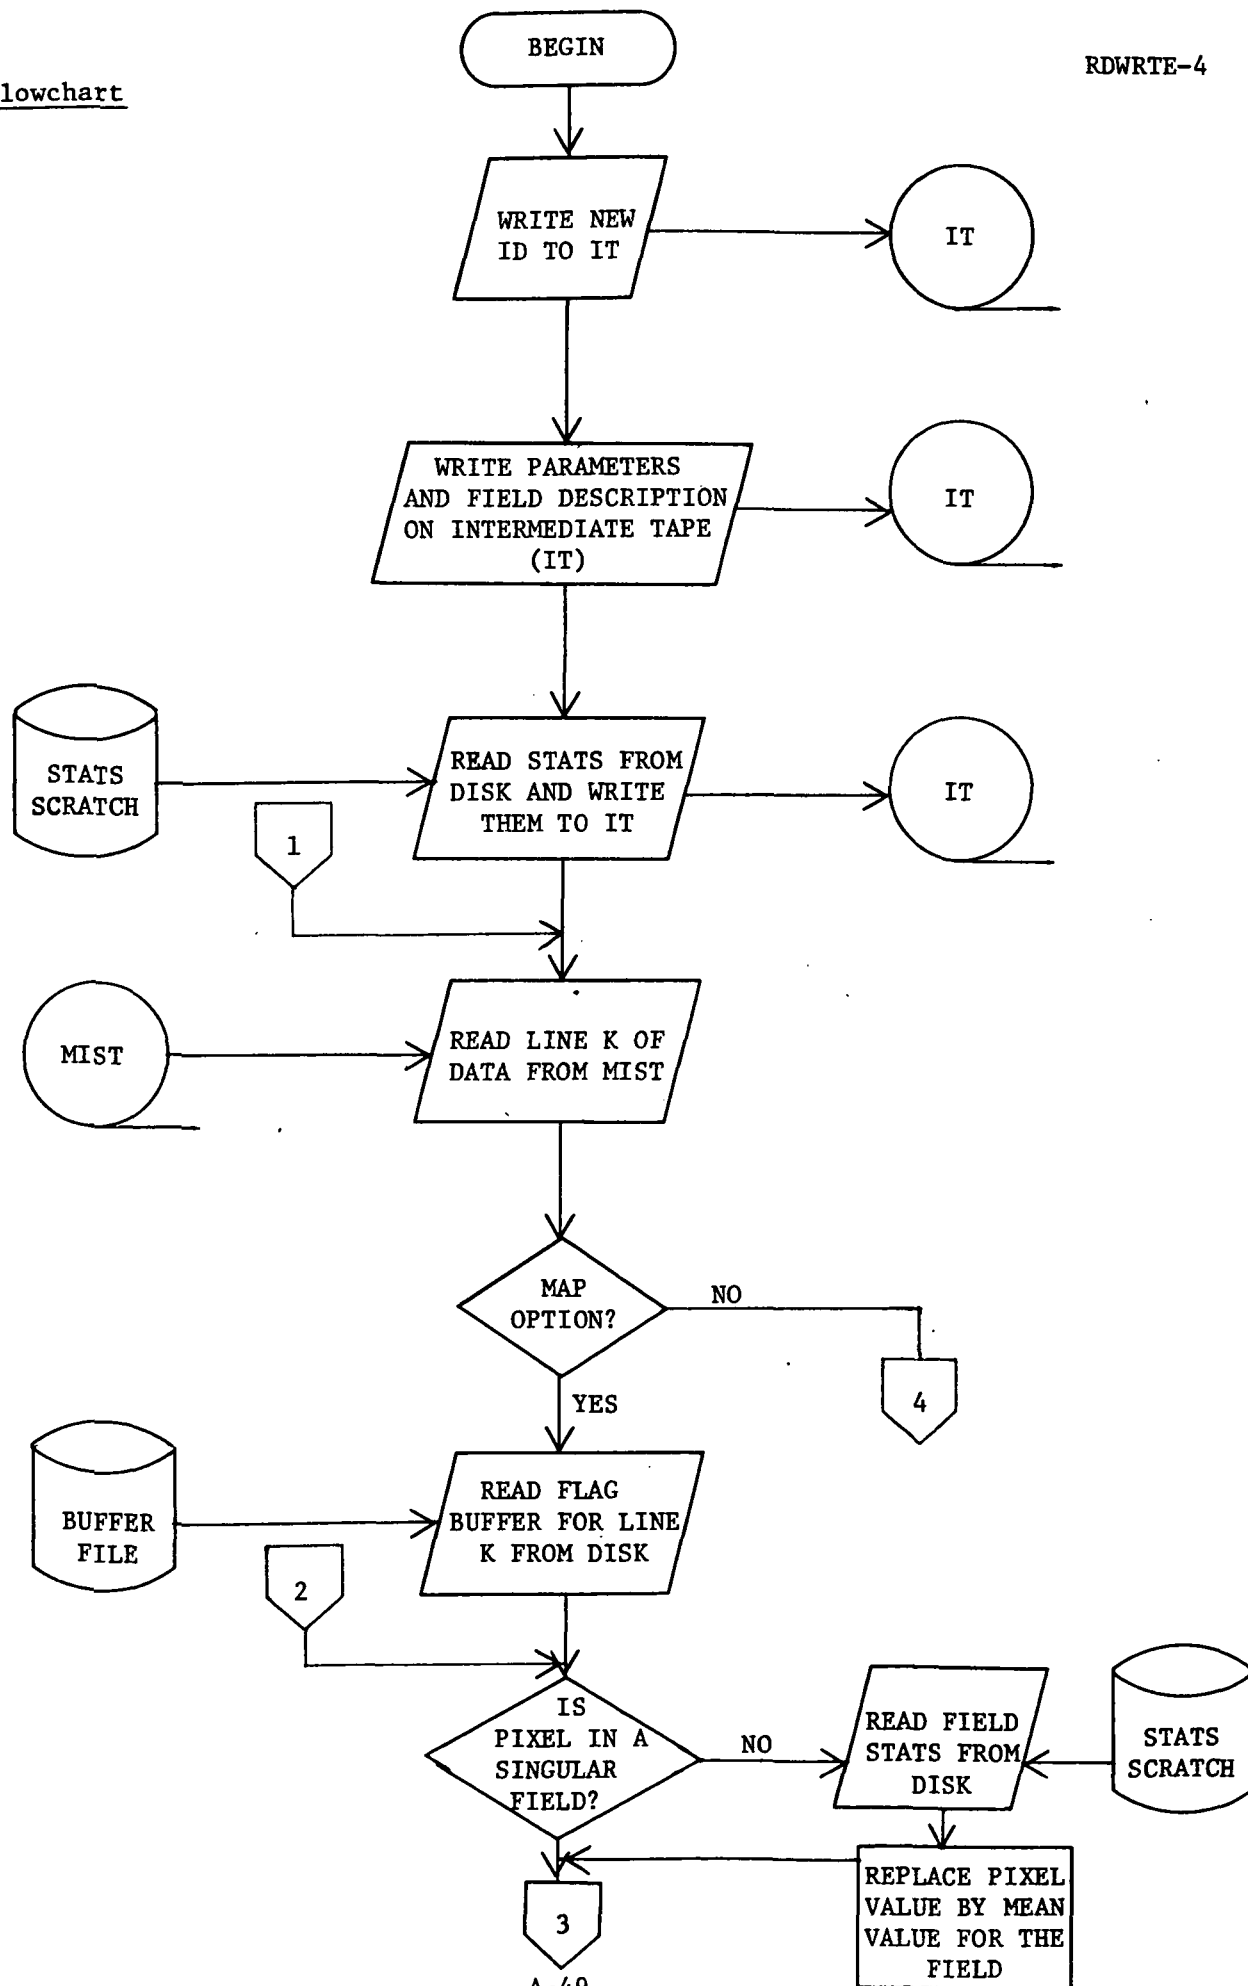 lowchart
RDWRTE-4
BEGIN
WRITE NEW
ID TO IT
IT
WRITE PARAMETERS
AND FIELD DESCRIPTION
ON INTERMEDIATE TAPE
(IT)
IT
STATS
SCRATCH
READ STATS FROM
DISK AND WRITE
THEM TO IT
IT
1
MIST
READ LINE K OF
DATA FROM MIST
MAP
OPTION?
NO
4
YES
BUFFER
FILE
READ FLAG
BUFFER FOR LINE
K FROM DISK
2
IS
PIXEL IN A
SINGULAR
FIELD?
NO
READ FIELD
STATS FROM
DISK
STATS
SCRATCH
REPLACE PIXEL
VALUE BY MEAN
VALUE FOR THE
FIELD
3